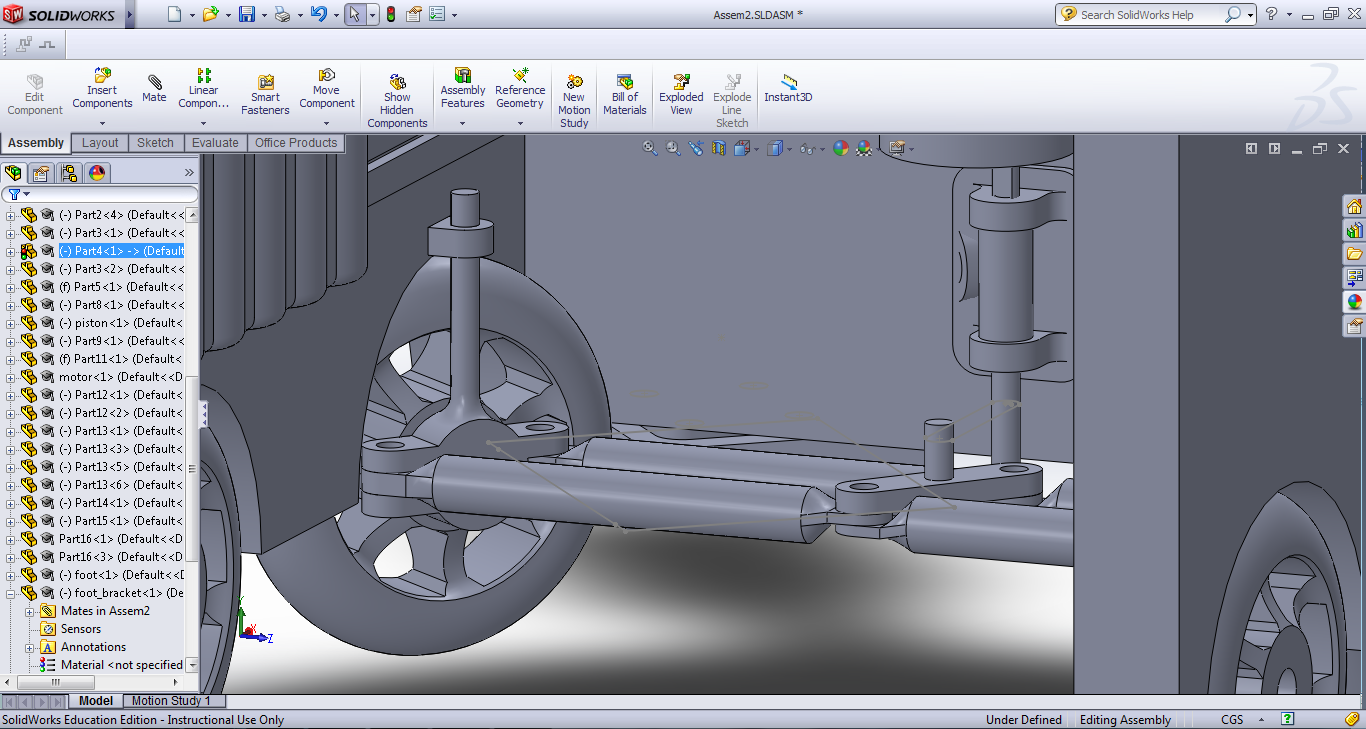 SOLIDWORKS
Assem2.SLDASM *
Search SolidWorks Help
Edit Component
Insert Components
Mate
Linear Compon...
Smart Fasteners
Move Component
Show Hidden Components
Assembly Features
Reference Geometry
New Motion Study
Bill of Materials
Exploded View
Explode Line Sketch
Instant3D
Assembly
Layout
Sketch
Evaluate
Office Products
(-) Part2<4> (Default<<
(-) Part3<1> (Default<<
(-) Part4<1> -> (Default
(-) Part3<2> (Default<<
(f) Part5<1> (Default<<
(-) Part8<1> (Default<<
(-) piston<1> (Default<
(-) Part9<1> (Default<<
(f) Part11<1> (Default<
motor<1> (Default<<D
(-) Part12<1> (Default<
(-) Part12<2> (Default<
(-) Part13<1> (Default<
(-) Part13<3> (Default<
(-) Part13<5> (Default<
(-) Part13<6> (Default<
(-) Part14<1> (Default<
(-) Part15<1> (Default<
Part16<1> (Default<<D
Part16<3> (Default<<D
(-) foot<1> (Default<<D
(-) foot_bracket<1> (De
Mates in Assem2
Sensors
Annotations
Material <not specified
Y
X
Z
Model
Motion Study 1
SolidWorks Education Edition - Instructional Use Only
Under Defined
Editing Assembly
CGS